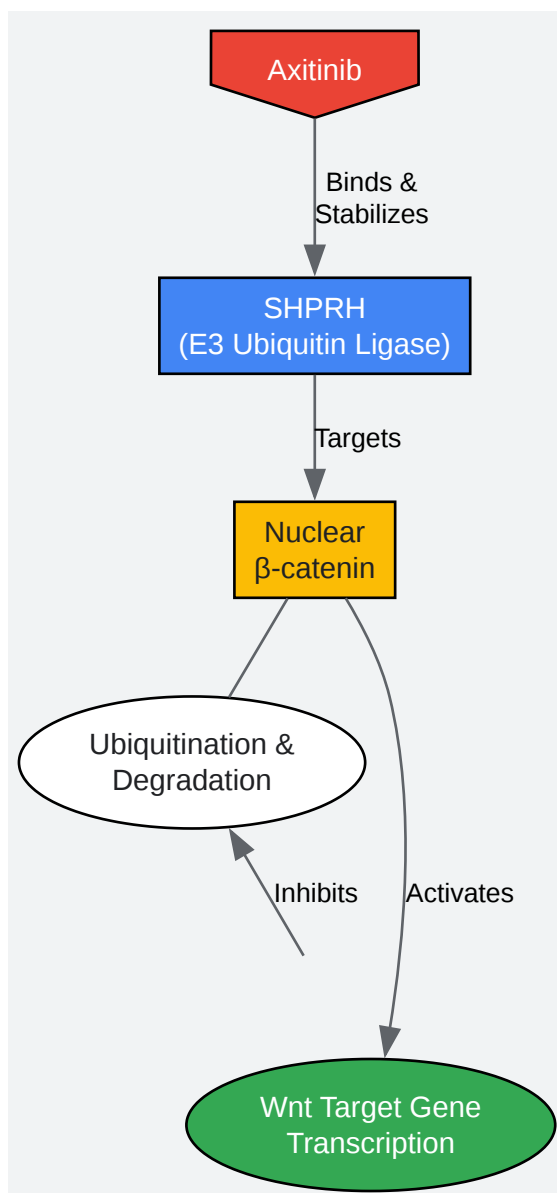 Axitinib
Binds &
Stabilizes
SHPRH
(E3 Ubiquitin Ligase)
Targets
Nuclear
β-catenin
Ubiquitination &
Degradation
Inhibits
Activates
Wnt Target Gene
Transcription